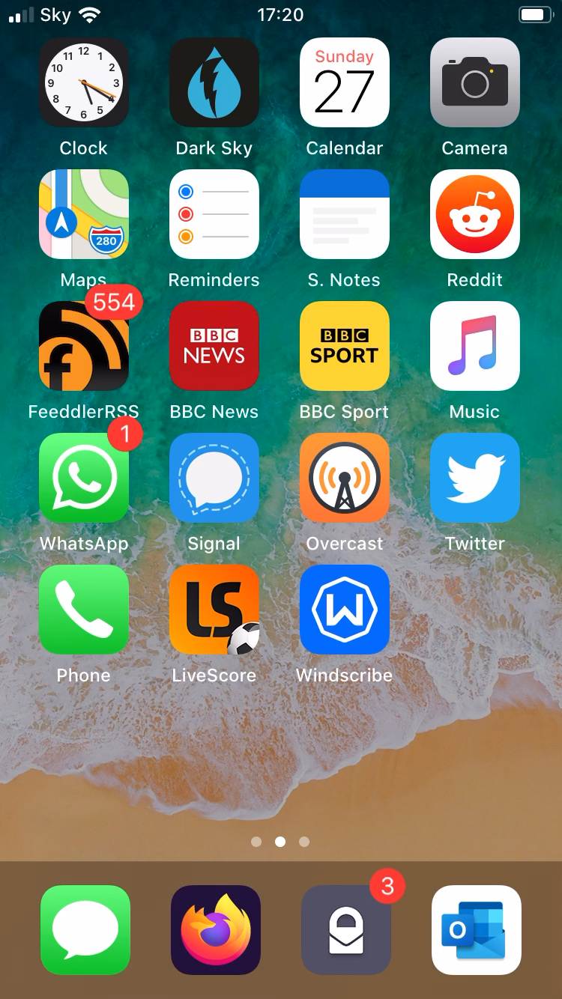 Sky 17:20
12
11 1
10 2
9 3
8 4
7 5
6
Sunday
27
Clock Dark Sky Calendar Camera
280
Maps Reminders S. Notes Reddit
554
f
BBC NEWS BBC SPORT
FeeddlerRSS BBC News BBC Sport Music
1
WhatsApp Signal Overcast Twitter
LS W
Phone LiveScore Windscribe
3
O